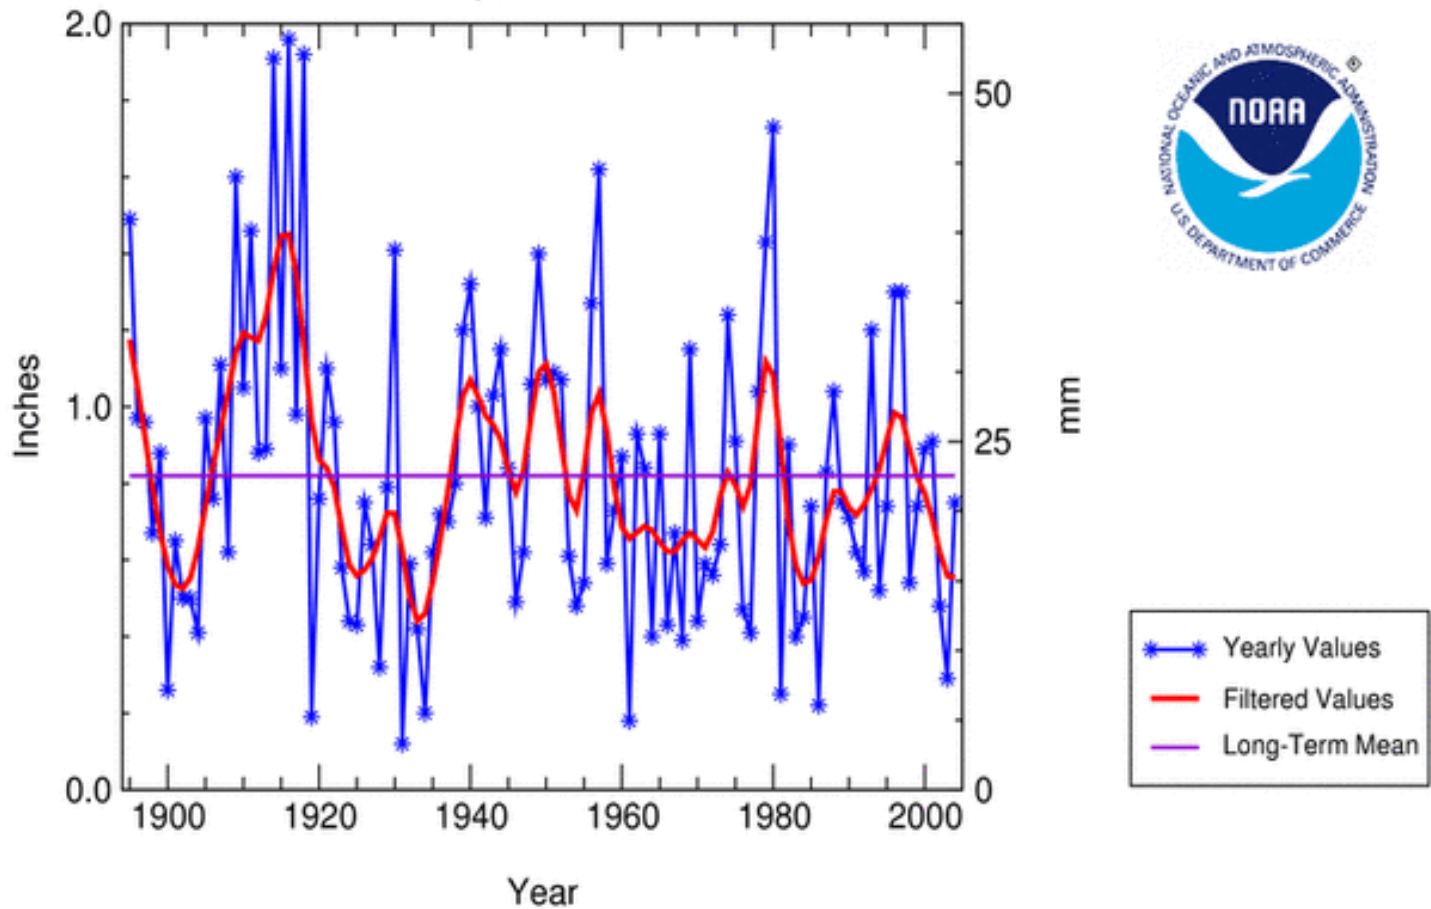 2.0
50
Inches
1.0
25
mm
0.0
0
1900 1920 1940 1960 1980 2000
Year
NATIONAL OCEANIC AND ATMOSPHERIC ADMINISTRATION
NOAA
U.S. DEPARTMENT OF COMMERCE
Yearly Values
Filtered Values
Long-Term Mean